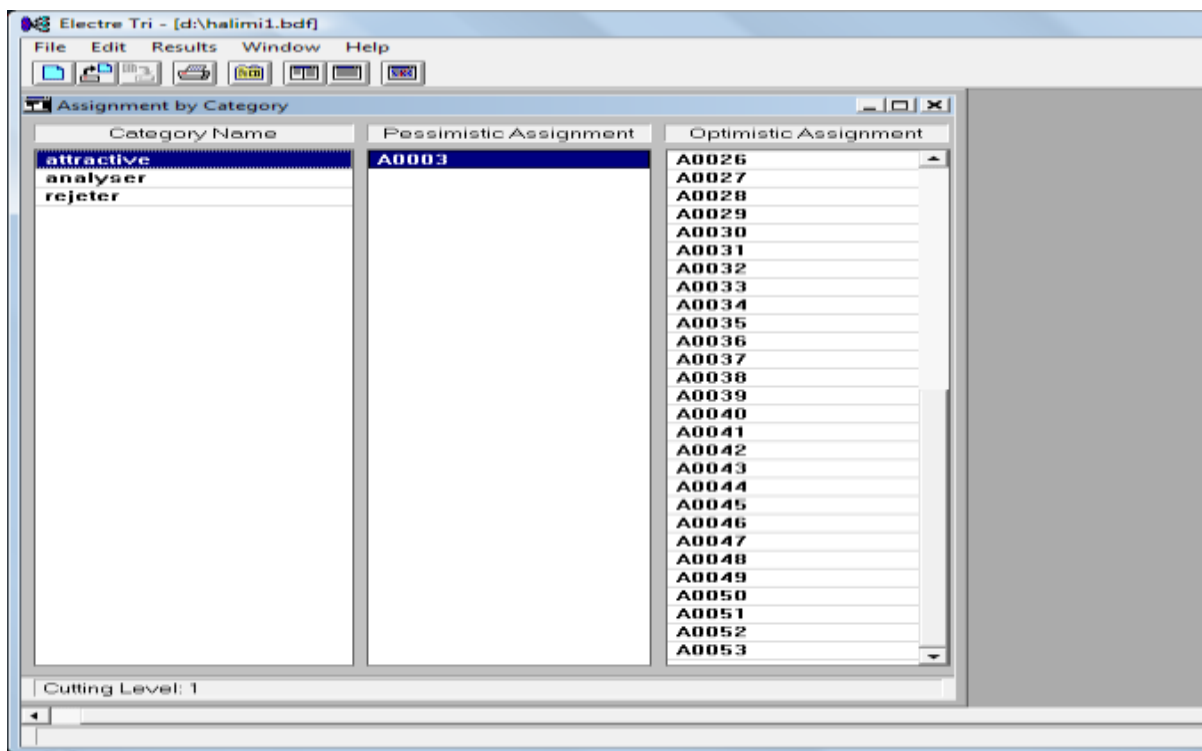 Electre Tri - [d:\halimi1.bdf]
File Edit Results Window Help
Assignment by Category
Category Name Pessimistic Assignment Optimistic Assignment
attractive A0003 A0026
analyser A0027
rejeter A0028
A0029
A0030
A0031
A0032
A0033
A0034
A0035
A0036
A0037
A0038
A0039
A0040
A0041
A0042
A0043
A0044
A0045
A0046
A0047
A0048
A0049
A0050
A0051
A0052
A0053
Cutting Level: 1